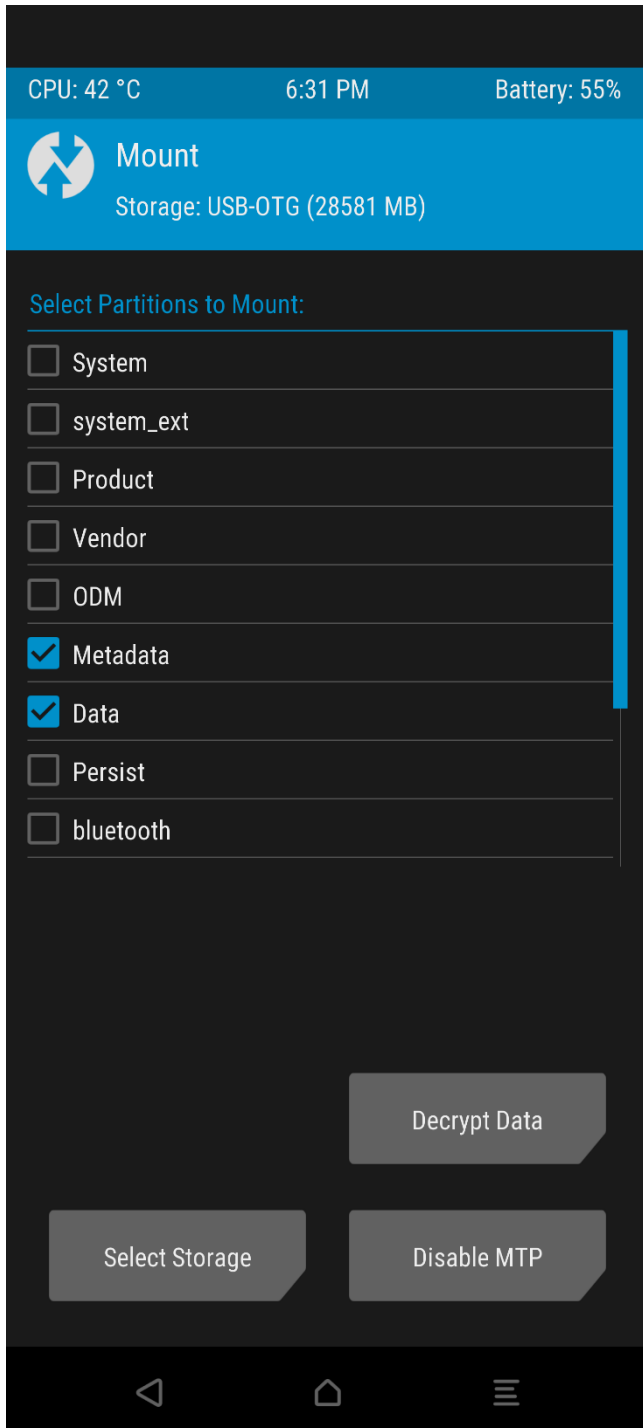 CPU: 42 °C 6:31 PM Battery: 55%
Mount
Storage: USB-OTG (28581 MB)
Select Partitions to Mount:
System
system_ext
Product
Vendor
ODM
Metadata
Data
Persist
bluetooth
Decrypt Data
Select Storage Disable MTP